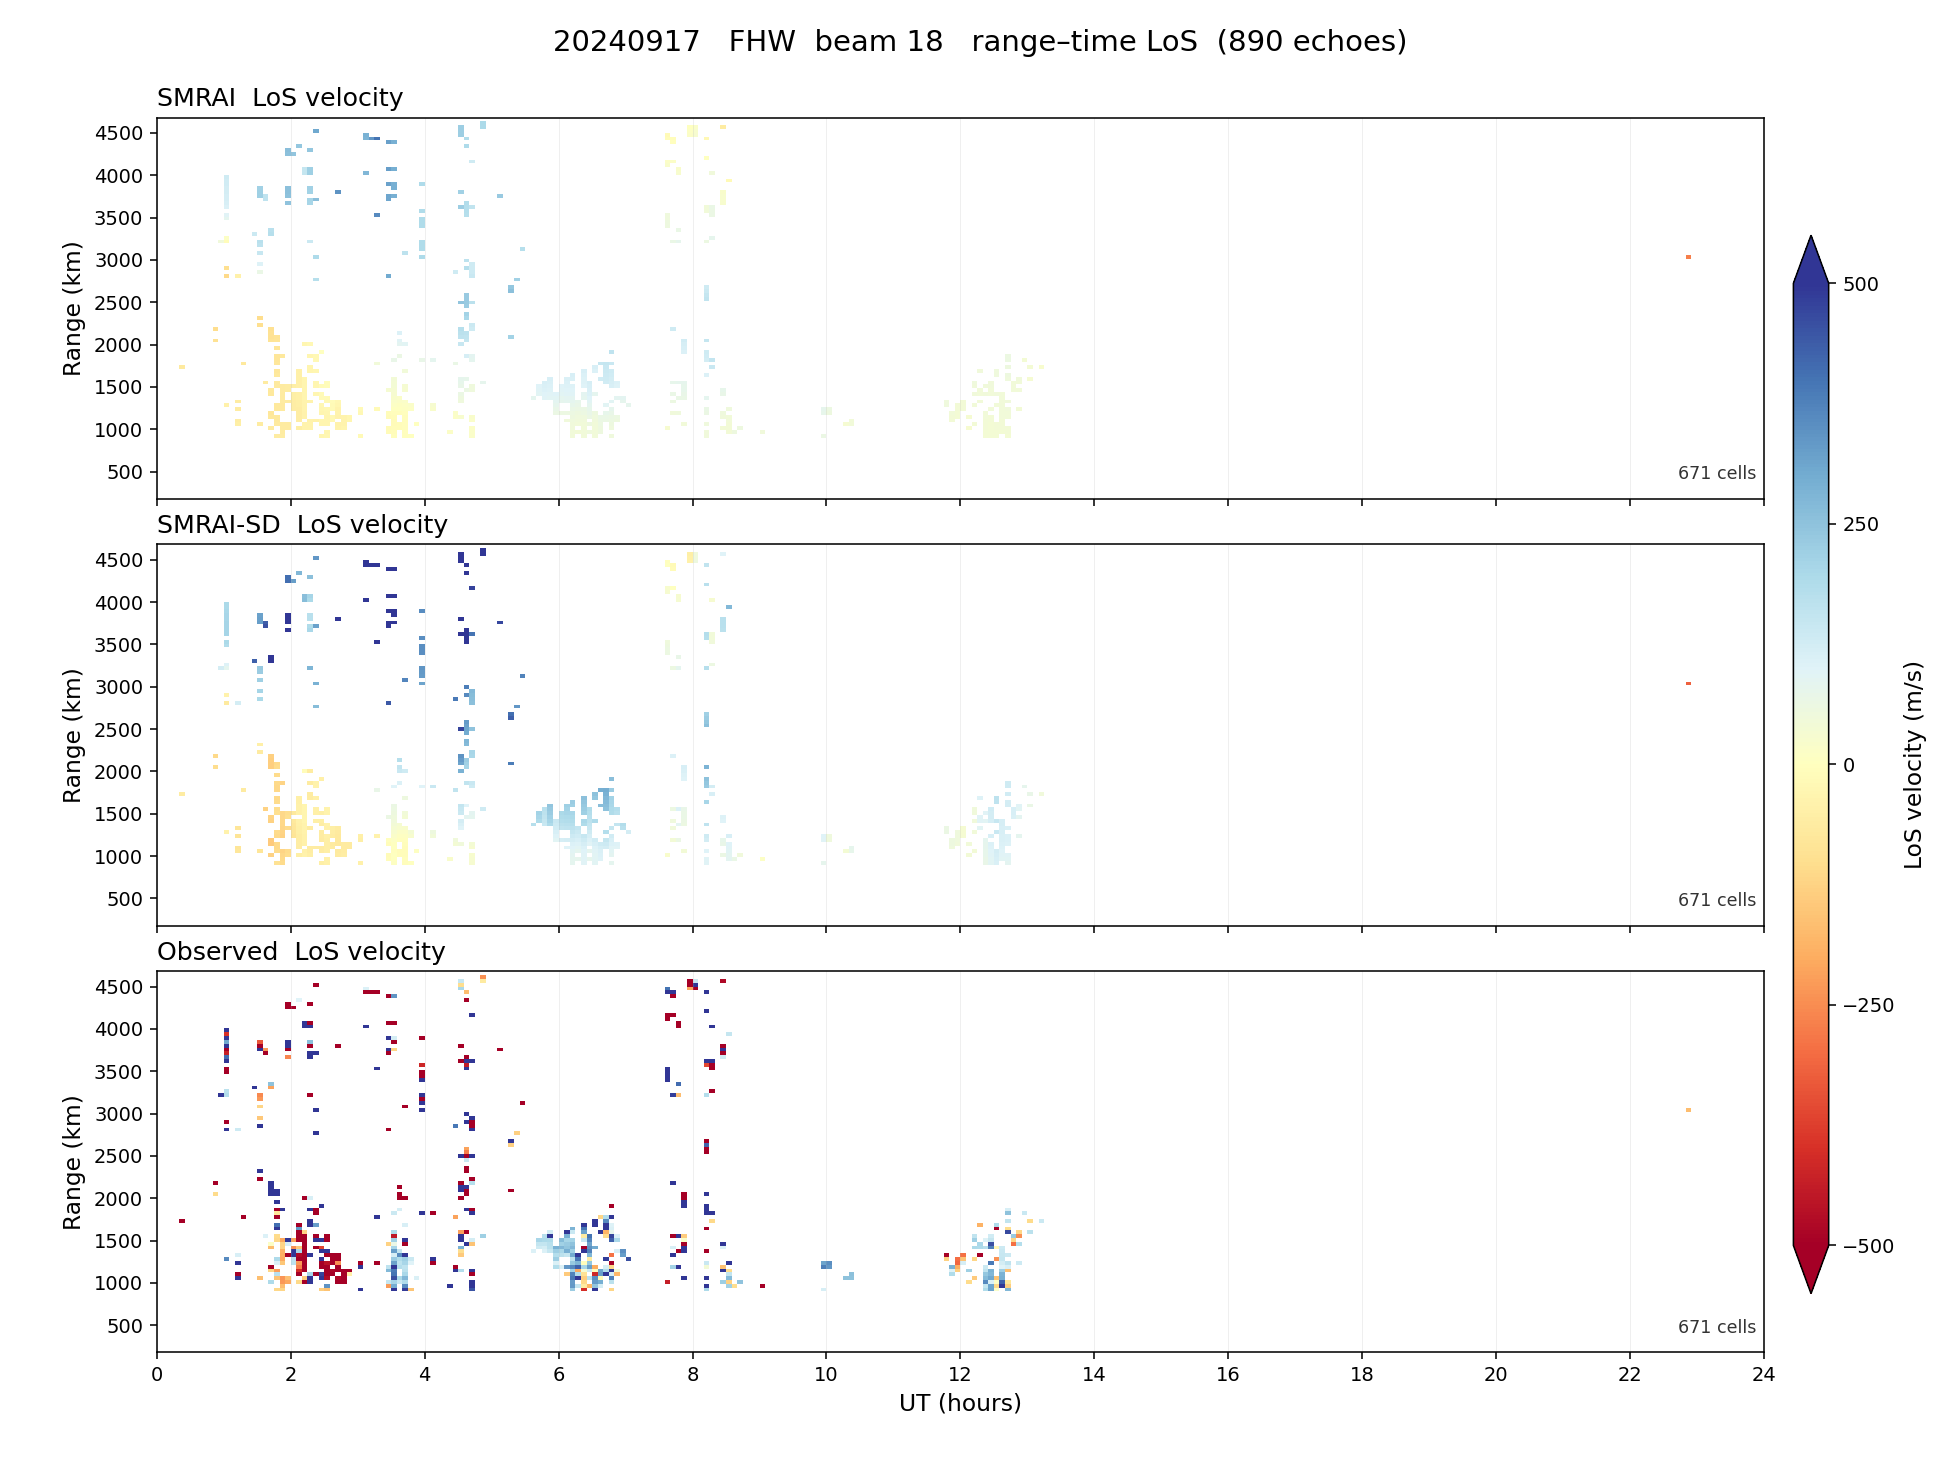 20240917 FHW beam 18 range–time LoS (890 echoes)
SMRAI LoS velocity
4500
4000
3500
3000
2500
2000
1500
1000
500
Range (km)
671 cells
SMRAI-SD LoS velocity
4500
4000
3500
3000
2500
2000
1500
1000
500
Range (km)
671 cells
Observed LoS velocity
4500
4000
3500
3000
2500
2000
1500
1000
500
Range (km)
671 cells
0 2 4 6 8 10 12 14 16 18 20 22 24
UT (hours)
500
250
0
−250
−500
LoS velocity (m/s)